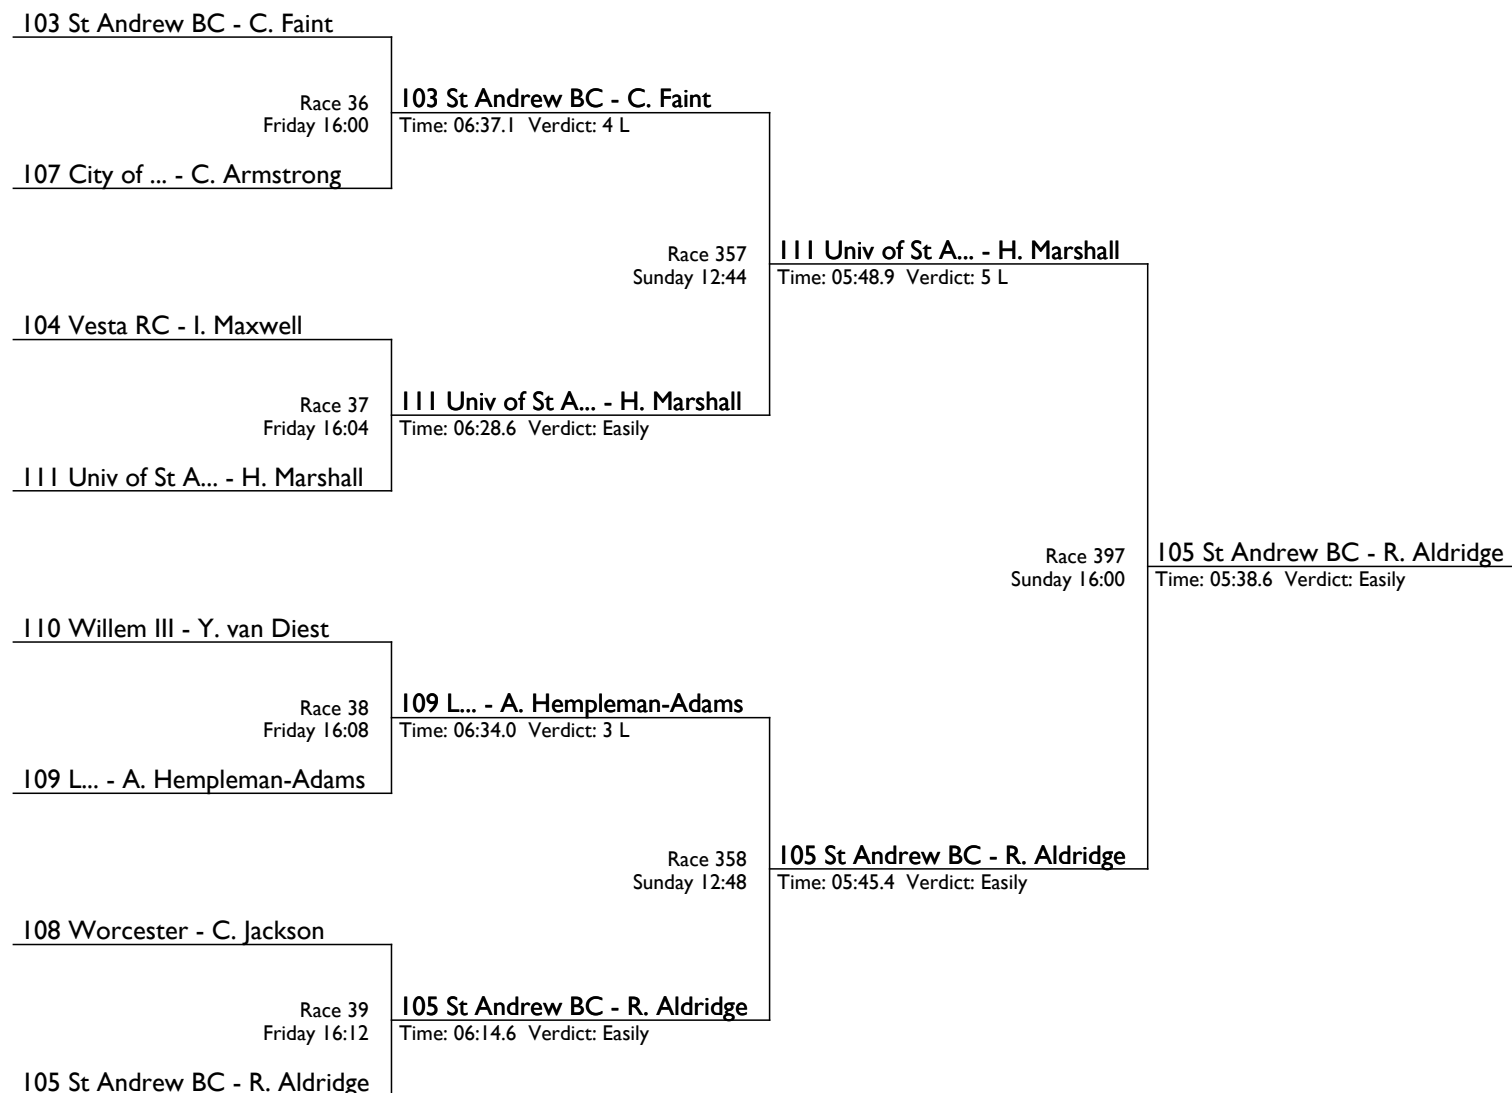 103 St Andrew BC - C. Faint
Race 36
Friday 16:00
103 St Andrew BC - C. Faint
Time: 06:37.1 Verdict: 4 L
107 City of ... - C. Armstrong
Race 357
Sunday 12:44
111 Univ of St A... - H. Marshall
Time: 05:48.9 Verdict: 5 L
104 Vesta RC - I. Maxwell
Race 37
Friday 16:04
111 Univ of St A... - H. Marshall
Time: 06:28.6 Verdict: Easily
111 Univ of St A... - H. Marshall
Race 397
Sunday 16:00
105 St Andrew BC - R. Aldridge
Time: 05:38.6 Verdict: Easily
110 Willem III - Y. van Diest
Race 38
Friday 16:08
109 L... - A. Hempleman-Adams
Time: 06:34.0 Verdict: 3 L
109 L... - A. Hempleman-Adams
Race 358
Sunday 12:48
105 St Andrew BC - R. Aldridge
Time: 05:45.4 Verdict: Easily
108 Worcester - C. Jackson
Race 39
Friday 16:12
105 St Andrew BC - R. Aldridge
Time: 06:14.6 Verdict: Easily
105 St Andrew BC - R. Aldridge